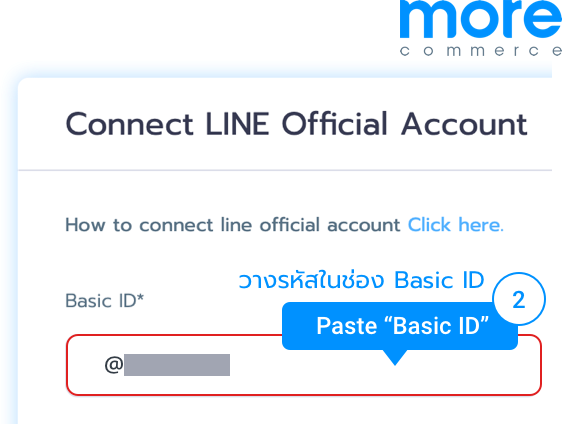 more
commerce
Connect LINE Official Account
How to connect line official account Click here.
วางรหัสในช่อง Basic ID
2
Basic ID*
Paste “Basic ID”
@